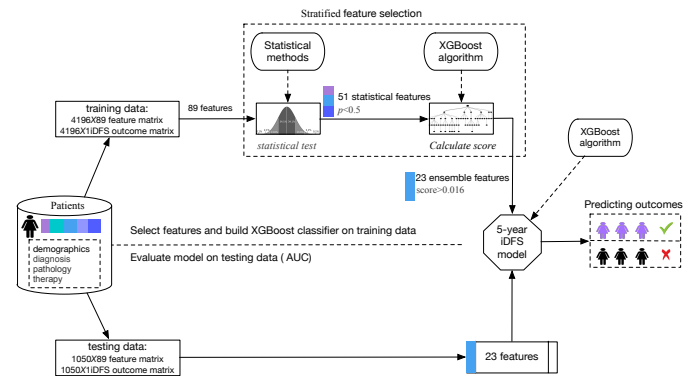 Stratified feature selection
Statistical
methods
XGBoost
algorithm
training data:
4196X89 feature matrix
4196X1iDFS outcome matrix
89 features
51 statistical features
p<0.5
statistical test
Calculate score
XGBoost
algorithm
23 ensemble features
score>0.016
Patients
demographics
diagnosis
pathology
therapy
Select features and build XGBoost classifier on training data
Evaluate model on testing data ( AUC)
5-year
iDFS
model
Predicting outcomes
testing data:
1050X89 feature matrix
1050X1iDFS outcome matrix
23 features